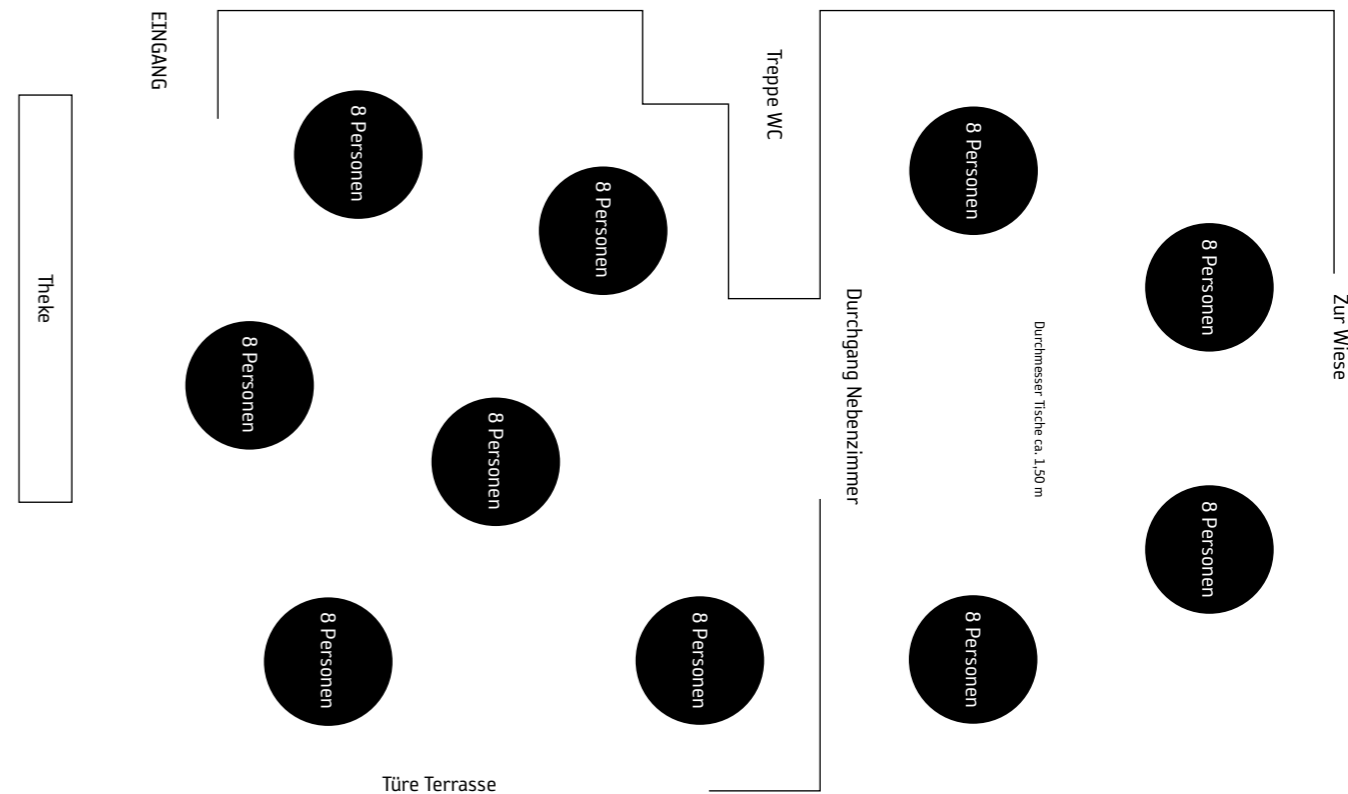 EINGANG
Theke
8 Personen
8 Personen
8 Personen
8 Personen
8 Personen
8 Personen
Türe Terrasse
Treppe WC
Durchgang Nebenzimmer
8 Personen
8 Personen
Durchmesser Tische ca. 1,50 m
8 Personen
8 Personen
Zur Wiese